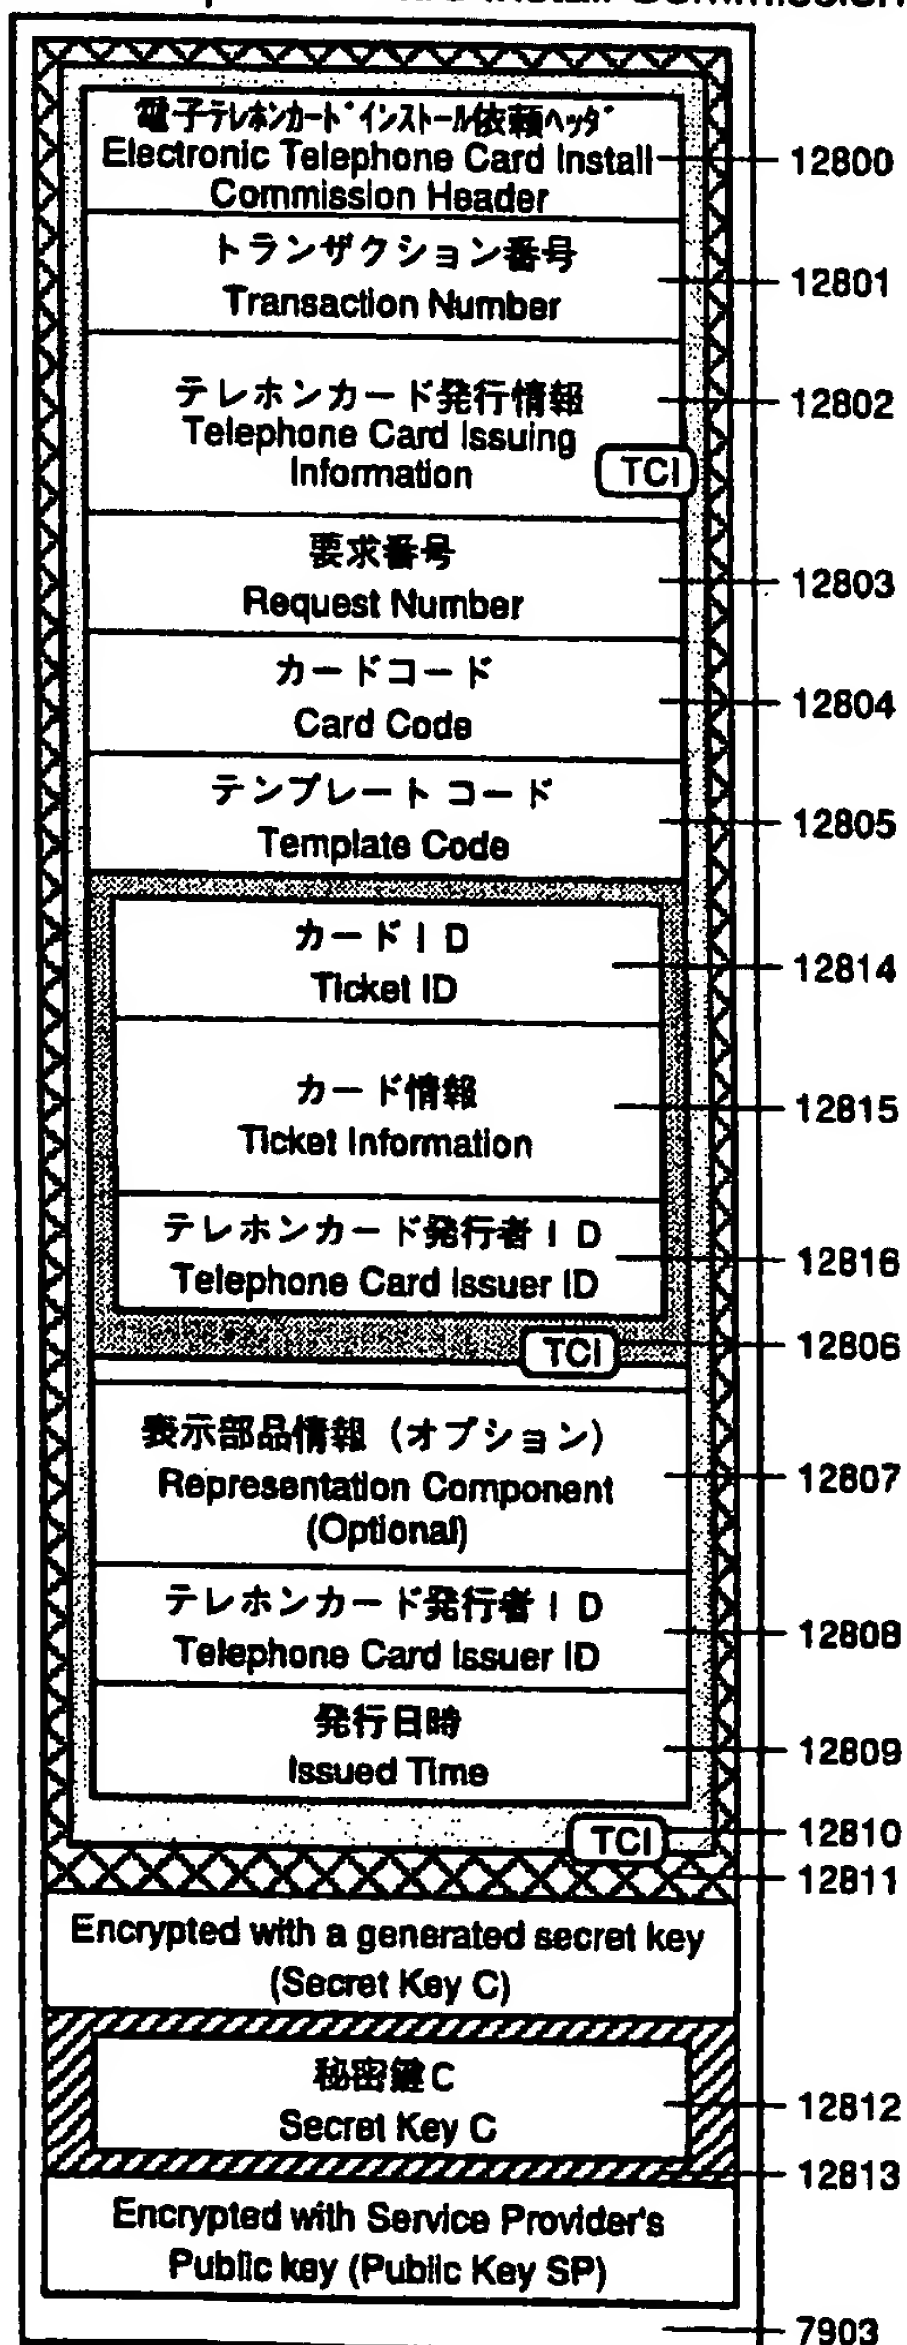 Install Commission
電子テレホンカードインストール依頼ヘッダ
Electronic Telephone Card Install
Commission Header
12800
トランザクション番号
Transaction Number
12801
テレホンカード発行情報
Telephone Card Issuing
Information
TCI
12802
要求番号
Request Number
12803
カードコード
Card Code
12804
テンプレート コード
Template Code
12805
カードID
Ticket ID
12814
カード情報
Ticket Information
12815
テレホンカード発行者ID
Telephone Card Issuer ID
12816
TCI
12806
表示部品情報（オプション）
Representation Component
(Optional)
12807
テレホンカード発行者ID
Telephone Card Issuer ID
12808
発行日時
Issued Time
12809
TCI
12810
12811
Encrypted with a generated secret key
(Secret Key C)
秘密鍵C
Secret Key C
12812
12813
Encrypted with Service Provider's
Public key (Public Key SP)
7903